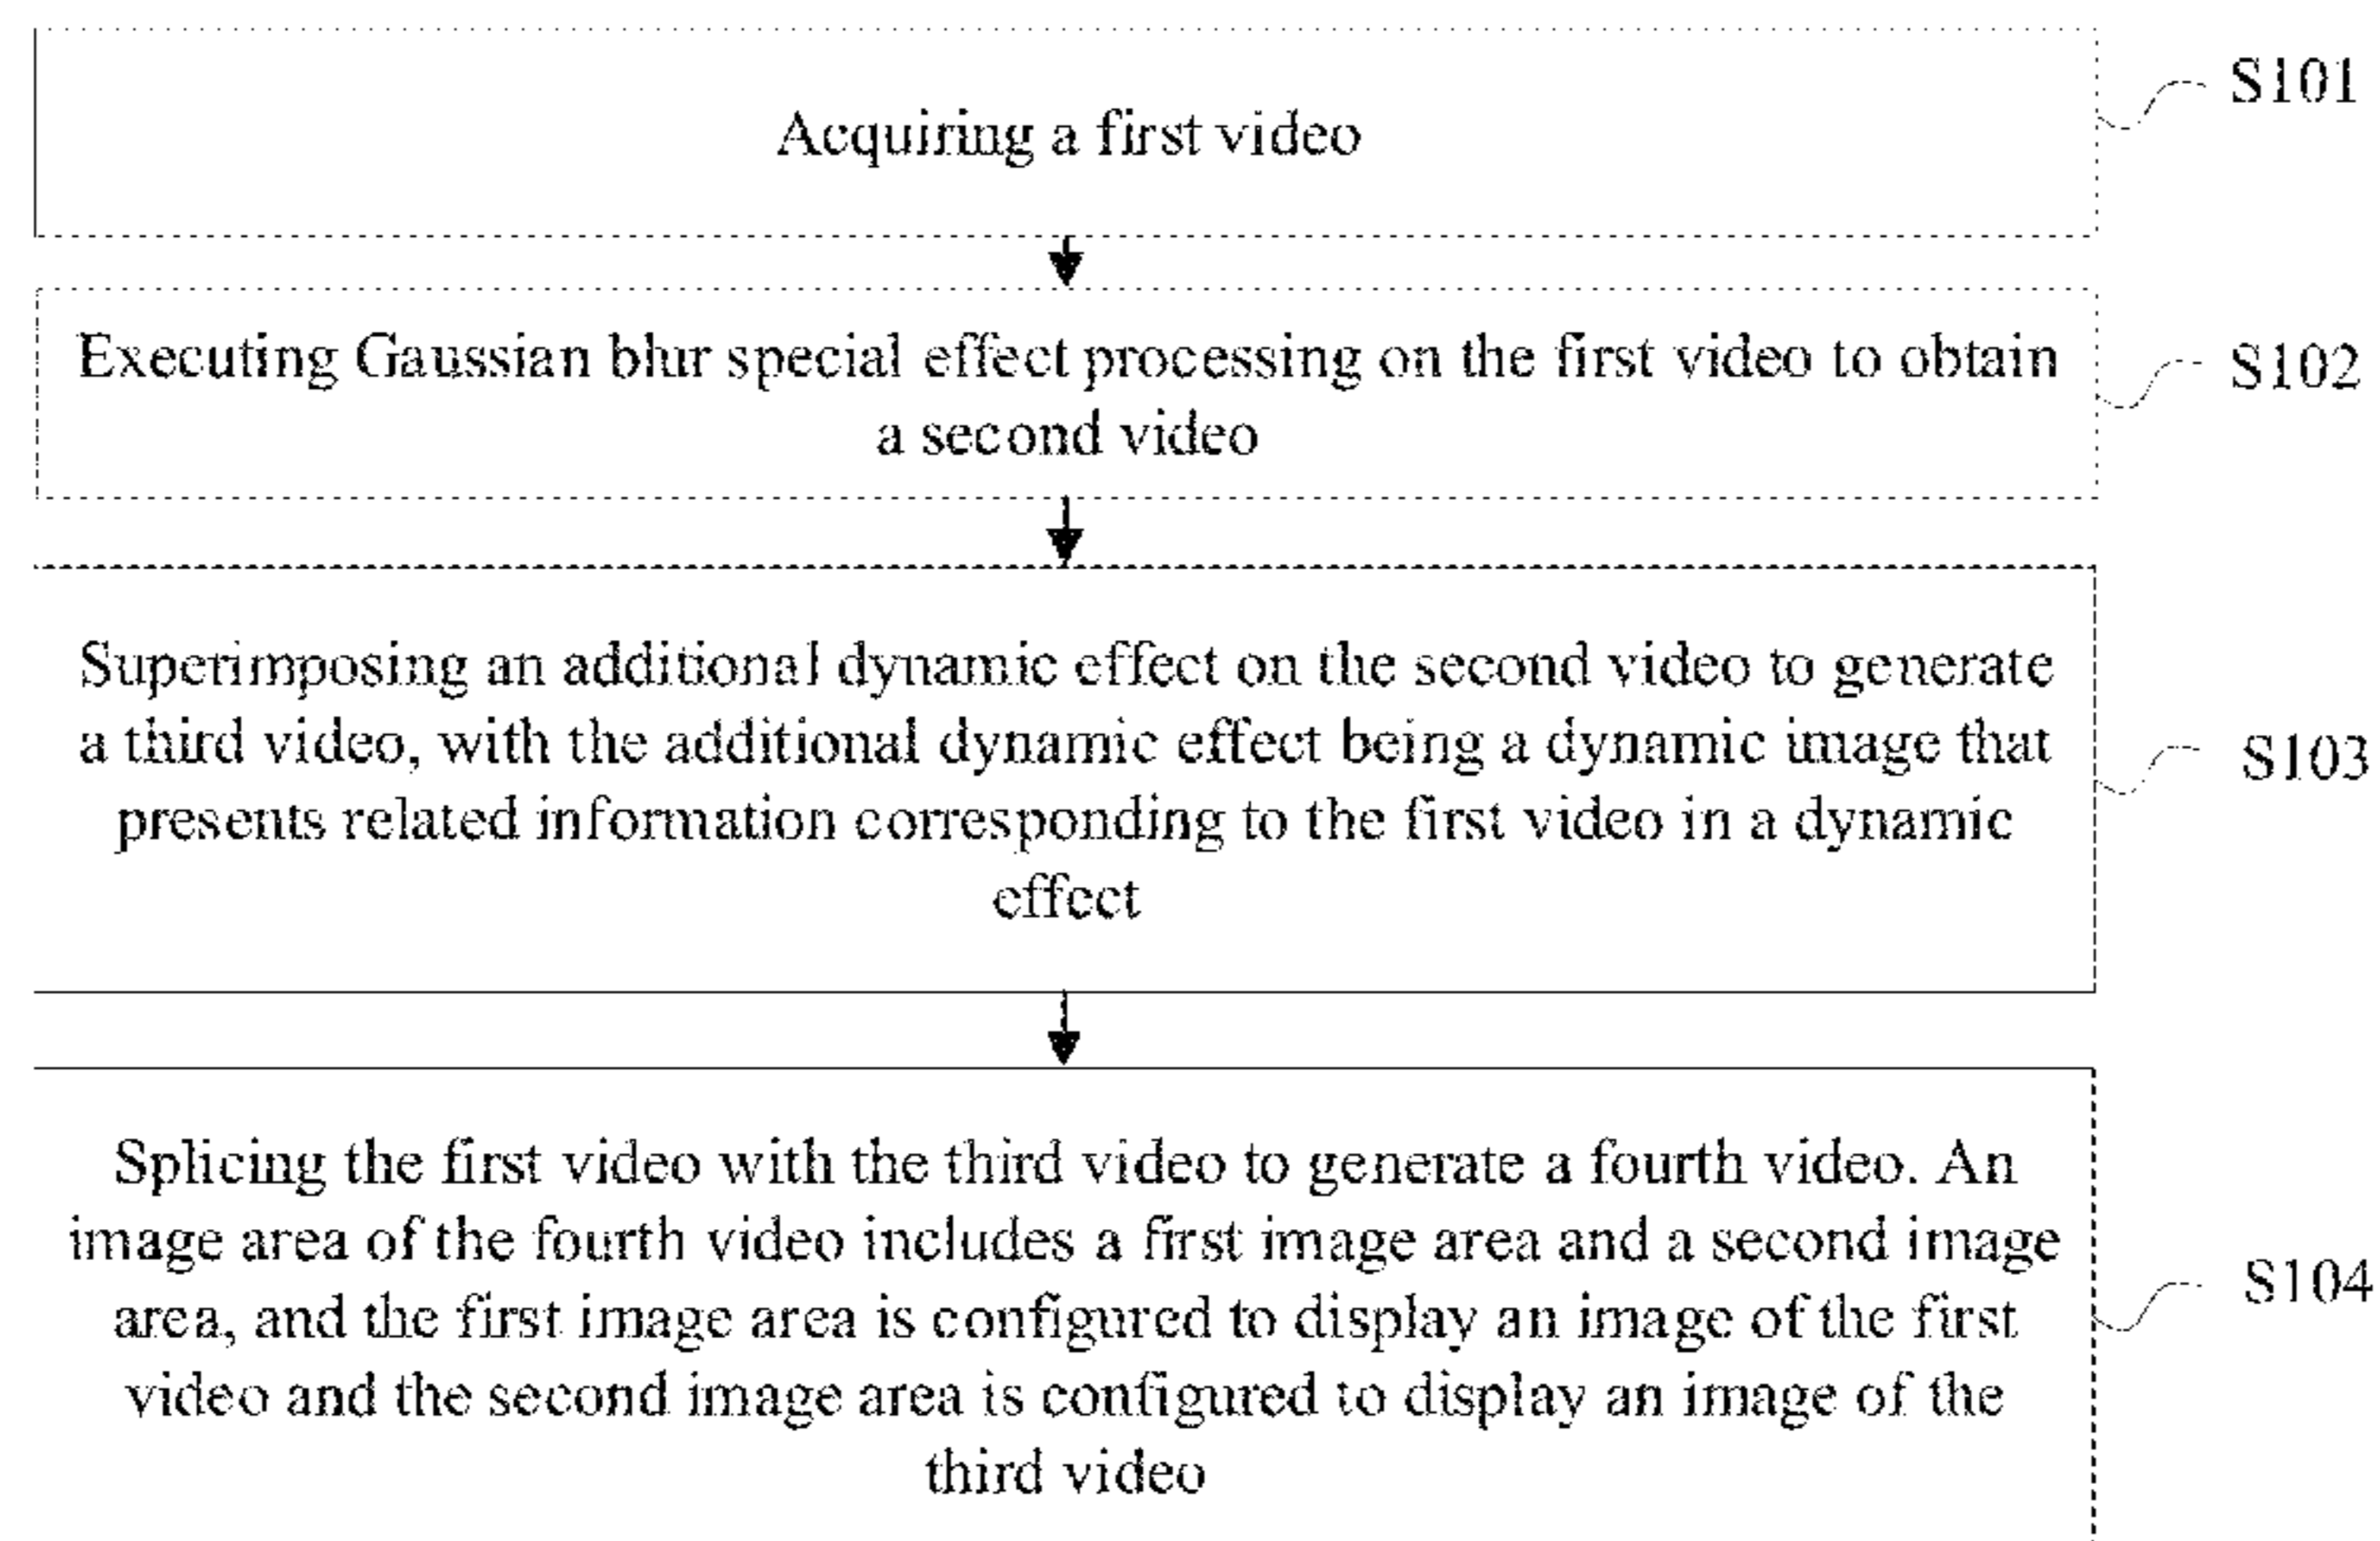 Acquiring a first video
S101
Executing Gaussian blur special effect processing on the first video to obtain
a second video
S102
Superimposing an additional dynamic effect on the second video to generate
a third video, with the additional dynamic effect being a dynamic image that
presents related information corresponding to the first video in a dynamic
effect
S103
Splicing the first video with the third video to generate a fourth video. An
image area of the fourth video includes a first image area and a second image
area, and the first image area is configured to display an image of the first
video and the second image area is configured to display an image of the
third video
S104